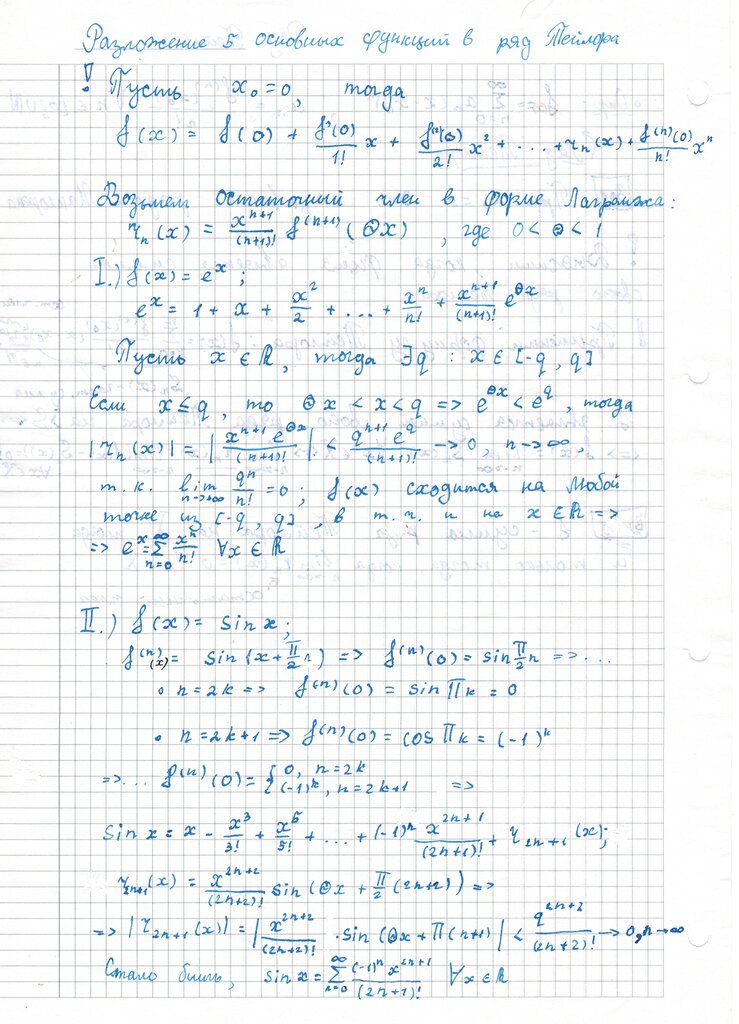 Разложение 5 основных функций в ряд Тейлора
! Пусть x₀ = 0, тогда
f(x) = f(0) + f'(0)/1! x + f⁽²⁾(0)/2! x² + ... + rₙ(x) + f⁽ⁿ⁾(0)/n! xⁿ
Возьмем остаточный член в форме Лагранжа:
rₙ(x) = xⁿ⁺¹/(n+1)! f⁽ⁿ⁺¹⁾(Θx), где 0 < Θ < 1
I.) f(x) = eˣ;
eˣ = 1 + x + x²/2 + ... + xⁿ/n! + xⁿ⁺¹/(n+1)! e^(Θx)
Пусть x ∈ ℝ, тогда ∃q : x ∈ [-q, q]
Если x ≤ q, то Θx < x < q => e^(Θx) < e^q, тогда
|rₙ(x)| = |xⁿ⁺¹e^(Θx)/(n+1)!| < qⁿ⁺¹e^q/(n+1)! → 0, n → ∞,
т.к. lim n→+∞ qⁿ/n! = 0; f(x) сходится на любой
точке из [-q, q], в т.ч. и на x ∈ ℝ =>
=> eˣ = ∑ n=0 ∞ xⁿ/n! ∀x ∈ ℝ
II.) f(x) = sin x;
f⁽ⁿ⁾(x) = sin(x + π/2 n) => f⁽ⁿ⁾(0) = sin π/2 n => ...
• n = 2k => f⁽ⁿ⁾(0) = sin πk = 0
• n = 2k+1 => f⁽ⁿ⁾(0) = cos πk = (-1)ᵏ
=> ... f⁽ⁿ⁾(0) = { 0, n = 2k
(-1)ᵏ, n = 2k+1 =>
sin x = x - x³/3! + x⁵/5! + ... + (-1)ⁿ x²ⁿ⁺¹/(2n+1)! + r₂ₙ₊₁(x);
r₂ₙ₊₁(x) = x²ⁿ⁺²/(2n+2)! sin(Θx + π/2 (2n+2)) =>
=> |r₂ₙ₊₁(x)| = |x²ⁿ⁺²/(2n+2)! · sin(Θx + π(n+1)| < q²ⁿ⁺²/(2n+2)! → 0, n → ∞
Стало быть, sin x = ∑ n=0 ∞ (-1)ⁿ x²ⁿ⁺¹/(2n+1)! ∀x ∈ ℝ